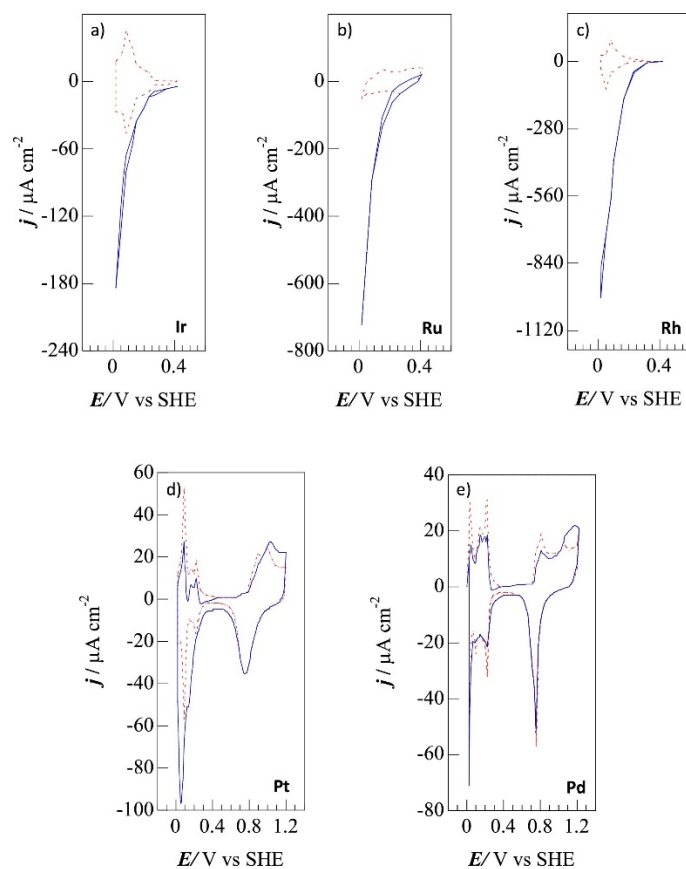 a)
0
-60
-120
-180
-240
j / µA cm-2
Ir
0 0.4
E/ V vs SHE
b)
0
-200
-400
-600
-800
j / µA cm-2
Ru
0 0.4
E/ V vs SHE
c)
0
-280
-560
-840
-1120
j / µA cm-2
Rh
0 0.4
E/ V vs SHE
d)
60
40
20
0
-20
-40
-60
-80
-100
j / µA cm-2
Pt
0 0.4 0.8 1.2
E/ V vs SHE
e)
40
20
0
-20
-40
-60
-80
j / µA cm-2
Pd
0 0.4 0.8 1.2
E/ V vs SHE